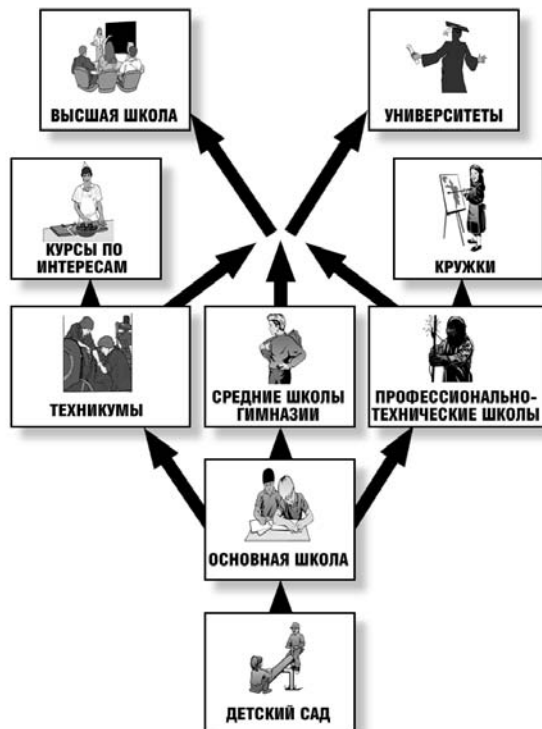 ВЫСШАЯ ШКОЛА
УНИВЕРСИТЕТЫ
КУРСЫ ПО
ИНТЕРЕСАМ
КРУЖКИ
ТЕХНИКУМЫ
СРЕДНИЕ ШКОЛЫ
ГИМНАЗИИ
ПРОФЕССИОНАЛЬНО-
ТЕХНИЧЕСКИЕ ШКОЛЫ
ОСНОВНАЯ ШКОЛА
ДЕТСКИЙ САД